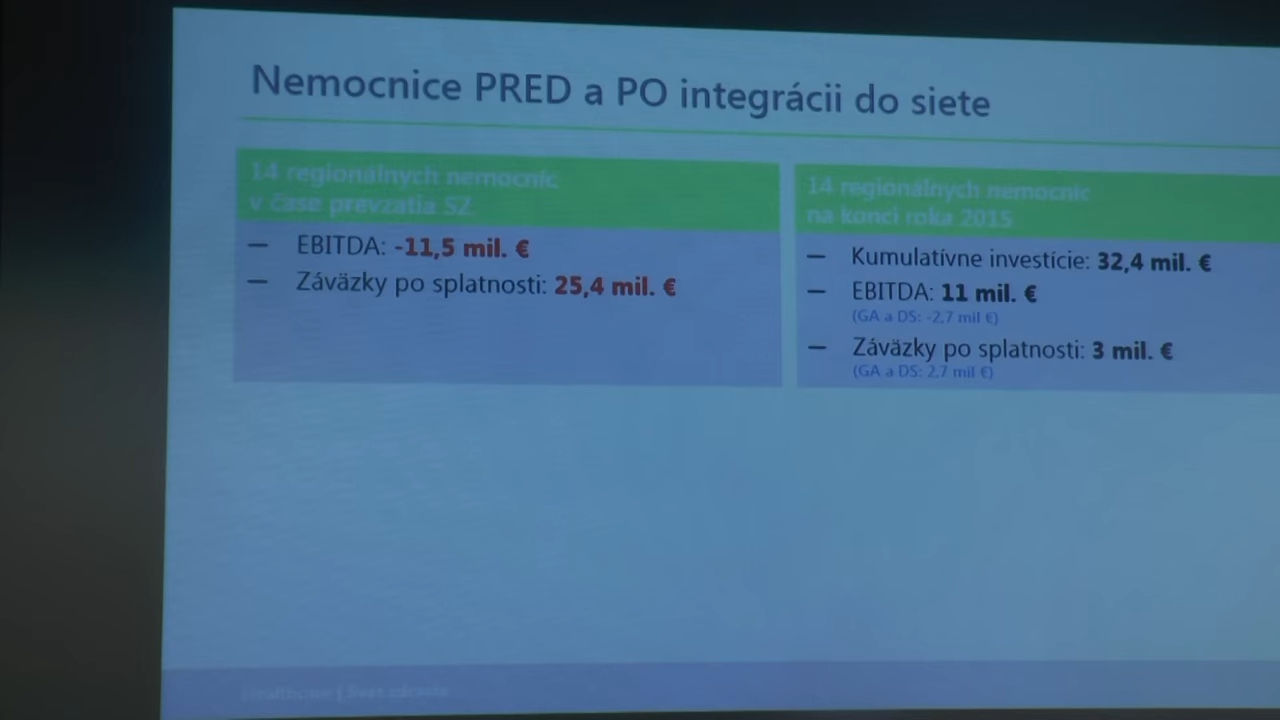 Nemocnice PRED a PO integrácii do siete
14 regionálnych nemocníc
v čase prevzatia SZ
— EBITDA: -11,5 mil. €
— Záväzky po splatnosti: 25,4 mil. €
14 regionálnych nemocníc
na konci roka 2015
— Kumulatívne investície: 32,4 mil. €
— EBITDA: 11 mil. €
(GA a DS: -2,7 mil €)
— Záväzky po splatnosti: 3 mil. €
(GA a DS: 2,7 mil €)
| Svet zdravia